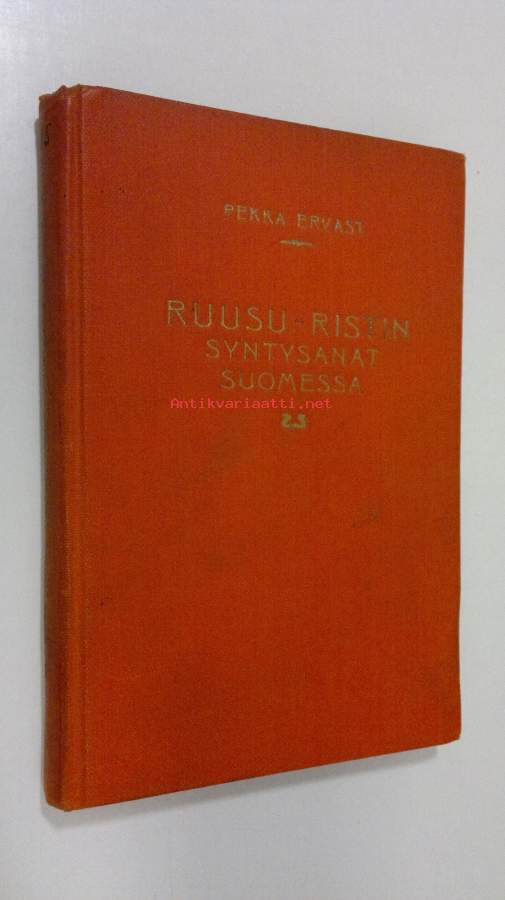 PEKKA ERVAST
RUUSU-RISTIN
SYNTYSANAT
SUOMESSA
Antikvariaatti.net